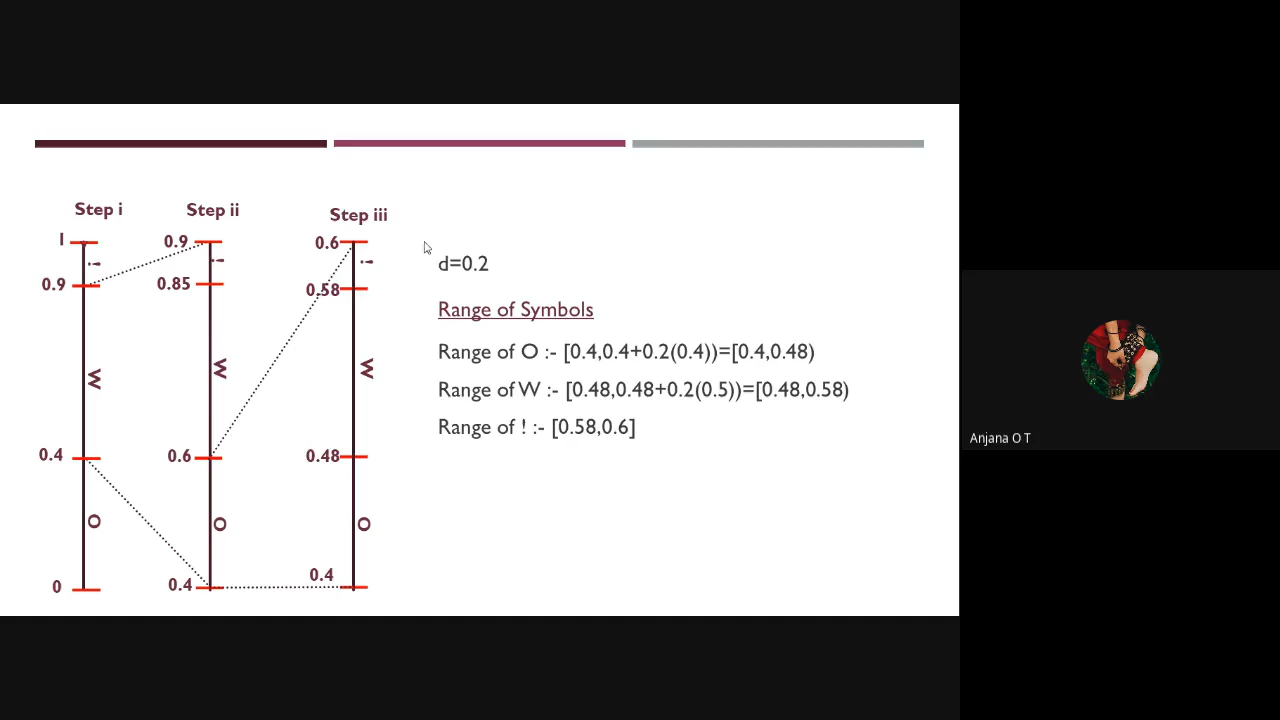 Step i
Step ii
Step iii
1
0.9
0.4
0
!
W
O
0.9
0.85
0.6
0.4
!
W
O
0.6
0.58
0.48
0.4
!
W
O
d=0.2
Range of Symbols
Range of O :- [0.4,0.4+0.2(0.4))=[0.4,0.48)
Range of W :- [0.48,0.48+0.2(0.5))=[0.48,0.58)
Range of ! :- [0.58,0.6]
Anjana O T